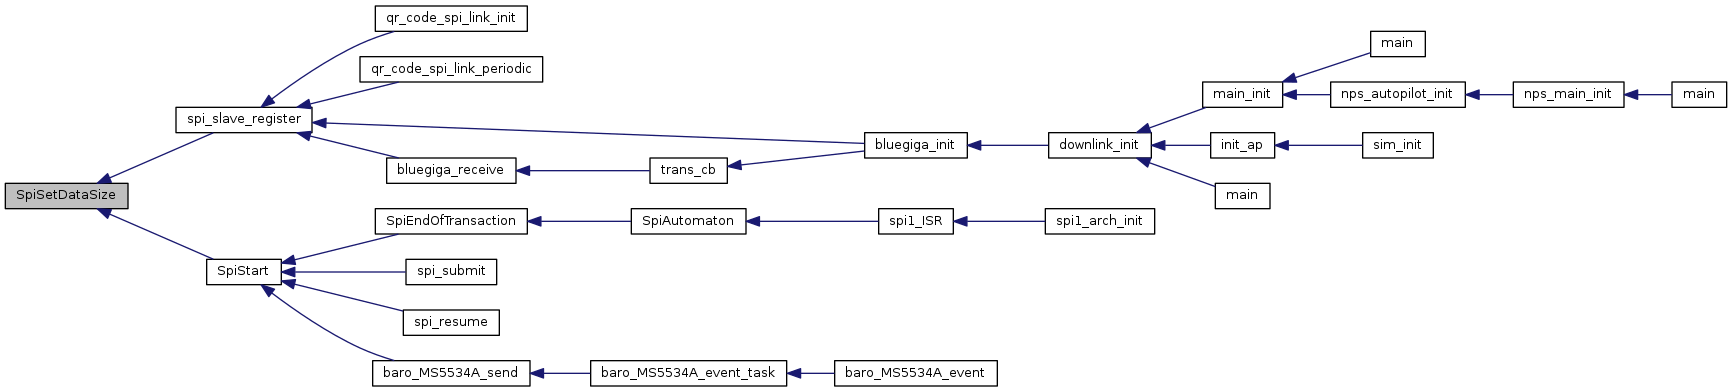 qr_code_spi_link_init
main
qr_code_spi_link_periodic
main_init
nps_autopilot_init
nps_main_init
main
spi_slave_register
bluegiga_init
downlink_init
init_ap
sim_init
bluegiga_receive
trans_cb
SpiSetDataSize
main
SpiEndOfTransaction
SpiAutomaton
spi1_ISR
spi1_arch_init
SpiStart
spi_submit
spi_resume
baro_MS5534A_send
baro_MS5534A_event_task
baro_MS5534A_event